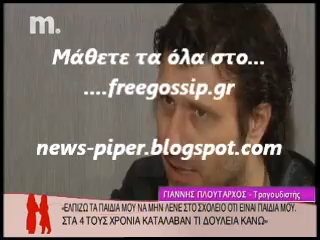 m.
Μάθετε τα όλα στο...
....freegossip.gr
news-piper.blogspot.com
ΓΙΑΝΝΗΣ ΠΛΟΥΤΑΡΧΟΣ - Τραγουδιστής
«ΕΛΠΙΖΩ ΤΑ ΠΑΙΔΙΑ ΜΟΥ ΝΑ ΜΗΝ ΛΕΝΕ ΣΤΟ ΣΧΟΛΕΙΟ ΟΤΙ ΕΙΝΑΙ ΠΑΙΔΙΑ ΜΟΥ.
ΣΤΑ 4 ΤΟΥΣ ΧΡΟΝΙΑ ΚΑΤΑΛΑΒΑΝ ΤΙ ΔΟΥΛΕΙΑ ΚΑΝΩ»